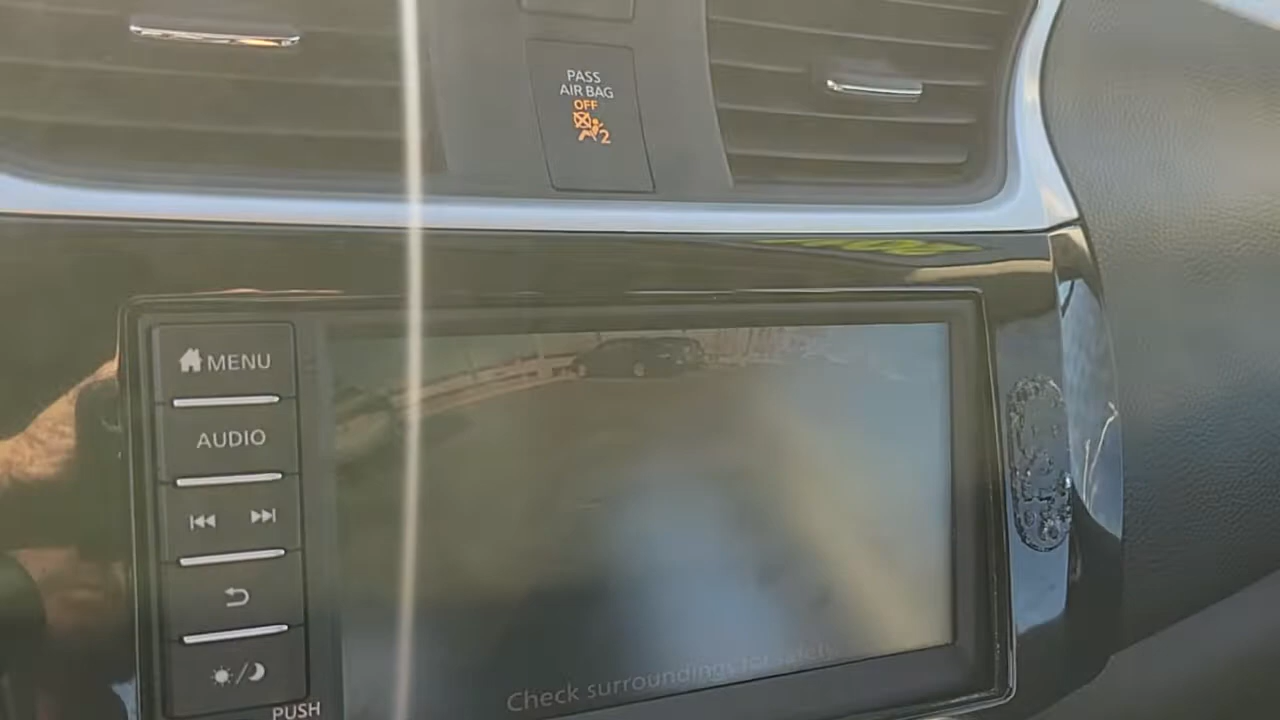 PASS
AIR BAG
OFF
2
MENU
AUDIO
Check surroundings for safety
PUSH